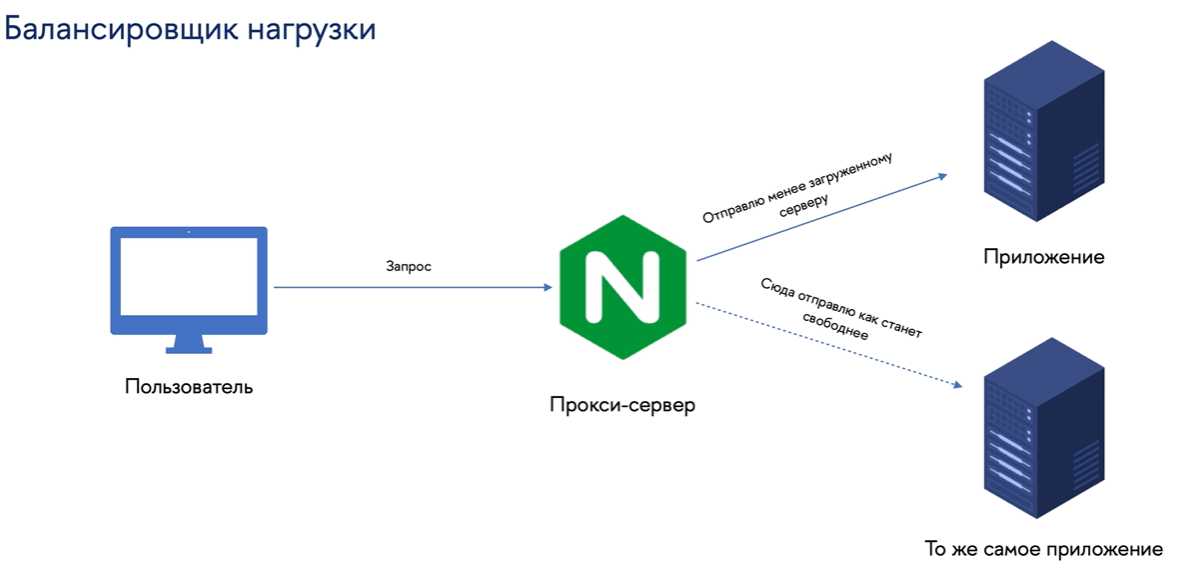 Балансировщик нагрузки
Отправлю менее загруженному
серверу
Приложение
Запрос
N
Сюда отправлю как станет
свободнее
Пользователь
Прокси-сервер
То же самое приложение